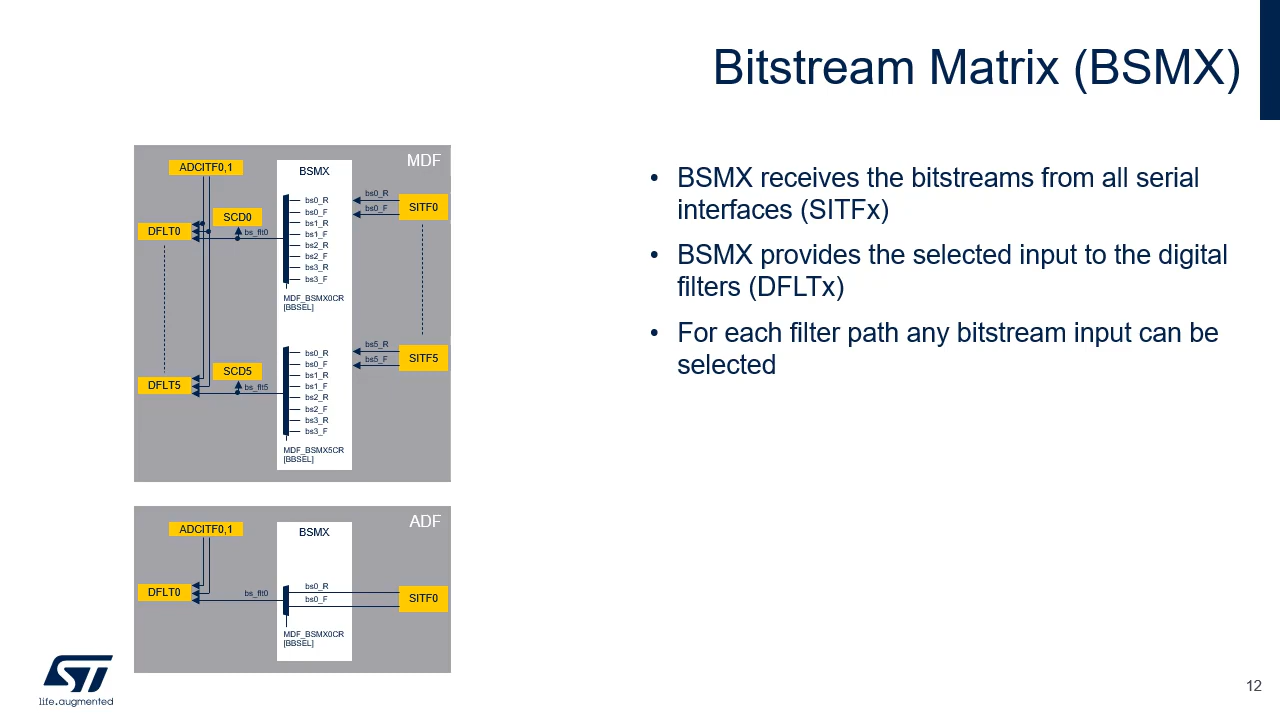 Bitstream Matrix (BSMX)
MDF
ADCITF0,1
BSMX
bs0_R
bs0_F
SITF0
SCD0
DFLT0
bs_flt0
bs0_R
bs0_F
bs1_R
bs1_F
bs2_R
bs2_F
bs3_R
bs3_F
MDF_BSMX0CR
[BBSEL]
bs5_R
bs5_F
SITF5
SCD5
DFLT5
bs_flt5
bs0_R
bs0_F
bs1_R
bs1_F
bs2_R
bs2_F
bs3_R
bs3_F
MDF_BSMX5CR
[BBSEL]
ADF
ADCITF0,1
BSMX
DFLT0
bs_flt0
bs0_R
bs0_F
SITF0
MDF_BSMX0CR
[BBSEL]
• BSMX receives the bitstreams from all serial
interfaces (SITFx)
• BSMX provides the selected input to the digital
filters (DFLTx)
• For each filter path any bitstream input can be
selected
ST
life.augmented
12